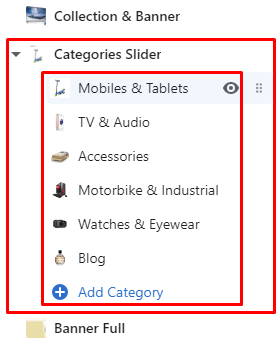 Collection & Banner
Categories Slider
Mobiles & Tablets
TV & Audio
Accessories
Motorbike & Industrial
Watches & Eyewear
Blog
Add Category
Banner Full